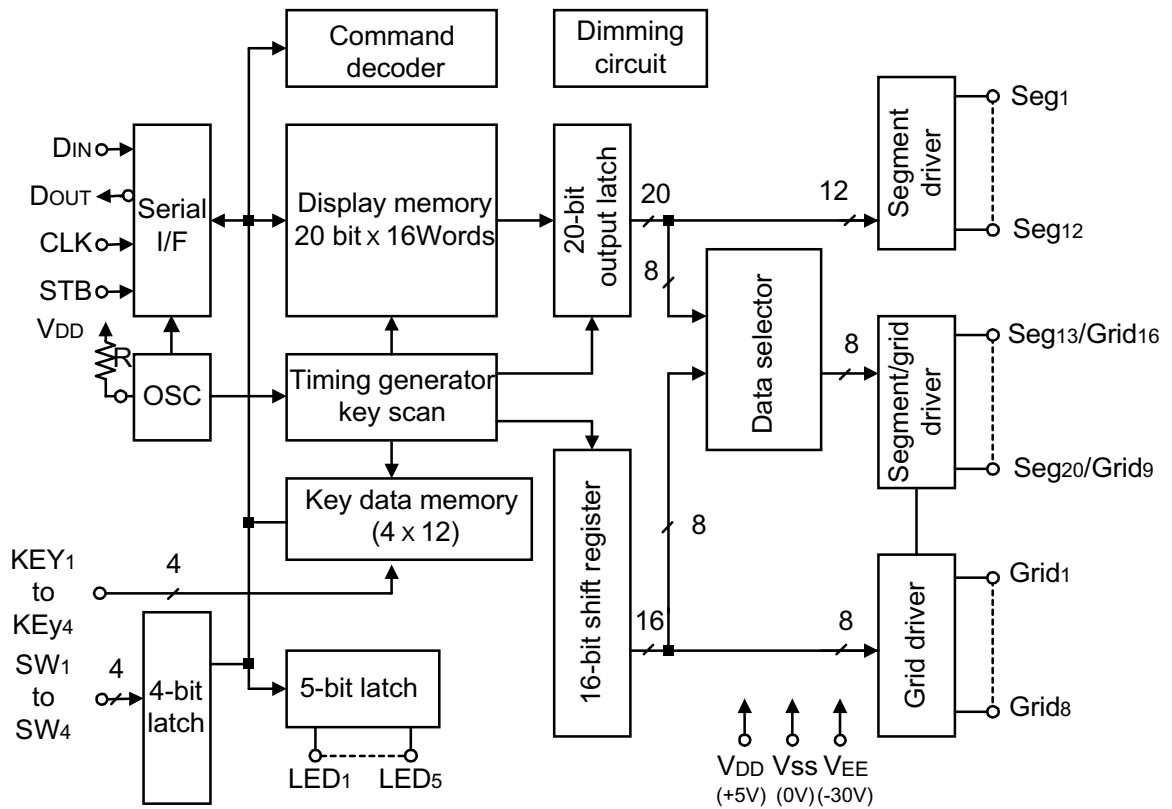 Command
decoder
Dimming
circuit
DIN
DOUT
CLK
STB
VDD
R
Serial
I/F
OSC
Display memory
20 bit x 16Words
20-bit
output latch
20
12
8
Segment
driver
Seg1
Seg12
Timing generator
key scan
Data selector
8
Segment/grid
driver
Seg13/Grid16
Seg20/Grid9
Key data memory
(4 x 12)
KEY1
to
KEy4
4
SW1
to
SW4
4
4-bit
latch
5-bit latch
LED1
LED5
16-bit shift register
8
16
8
Grid driver
Grid1
Grid8
VDD
(+5V)
Vss
(0V)
VEE
(-30V)